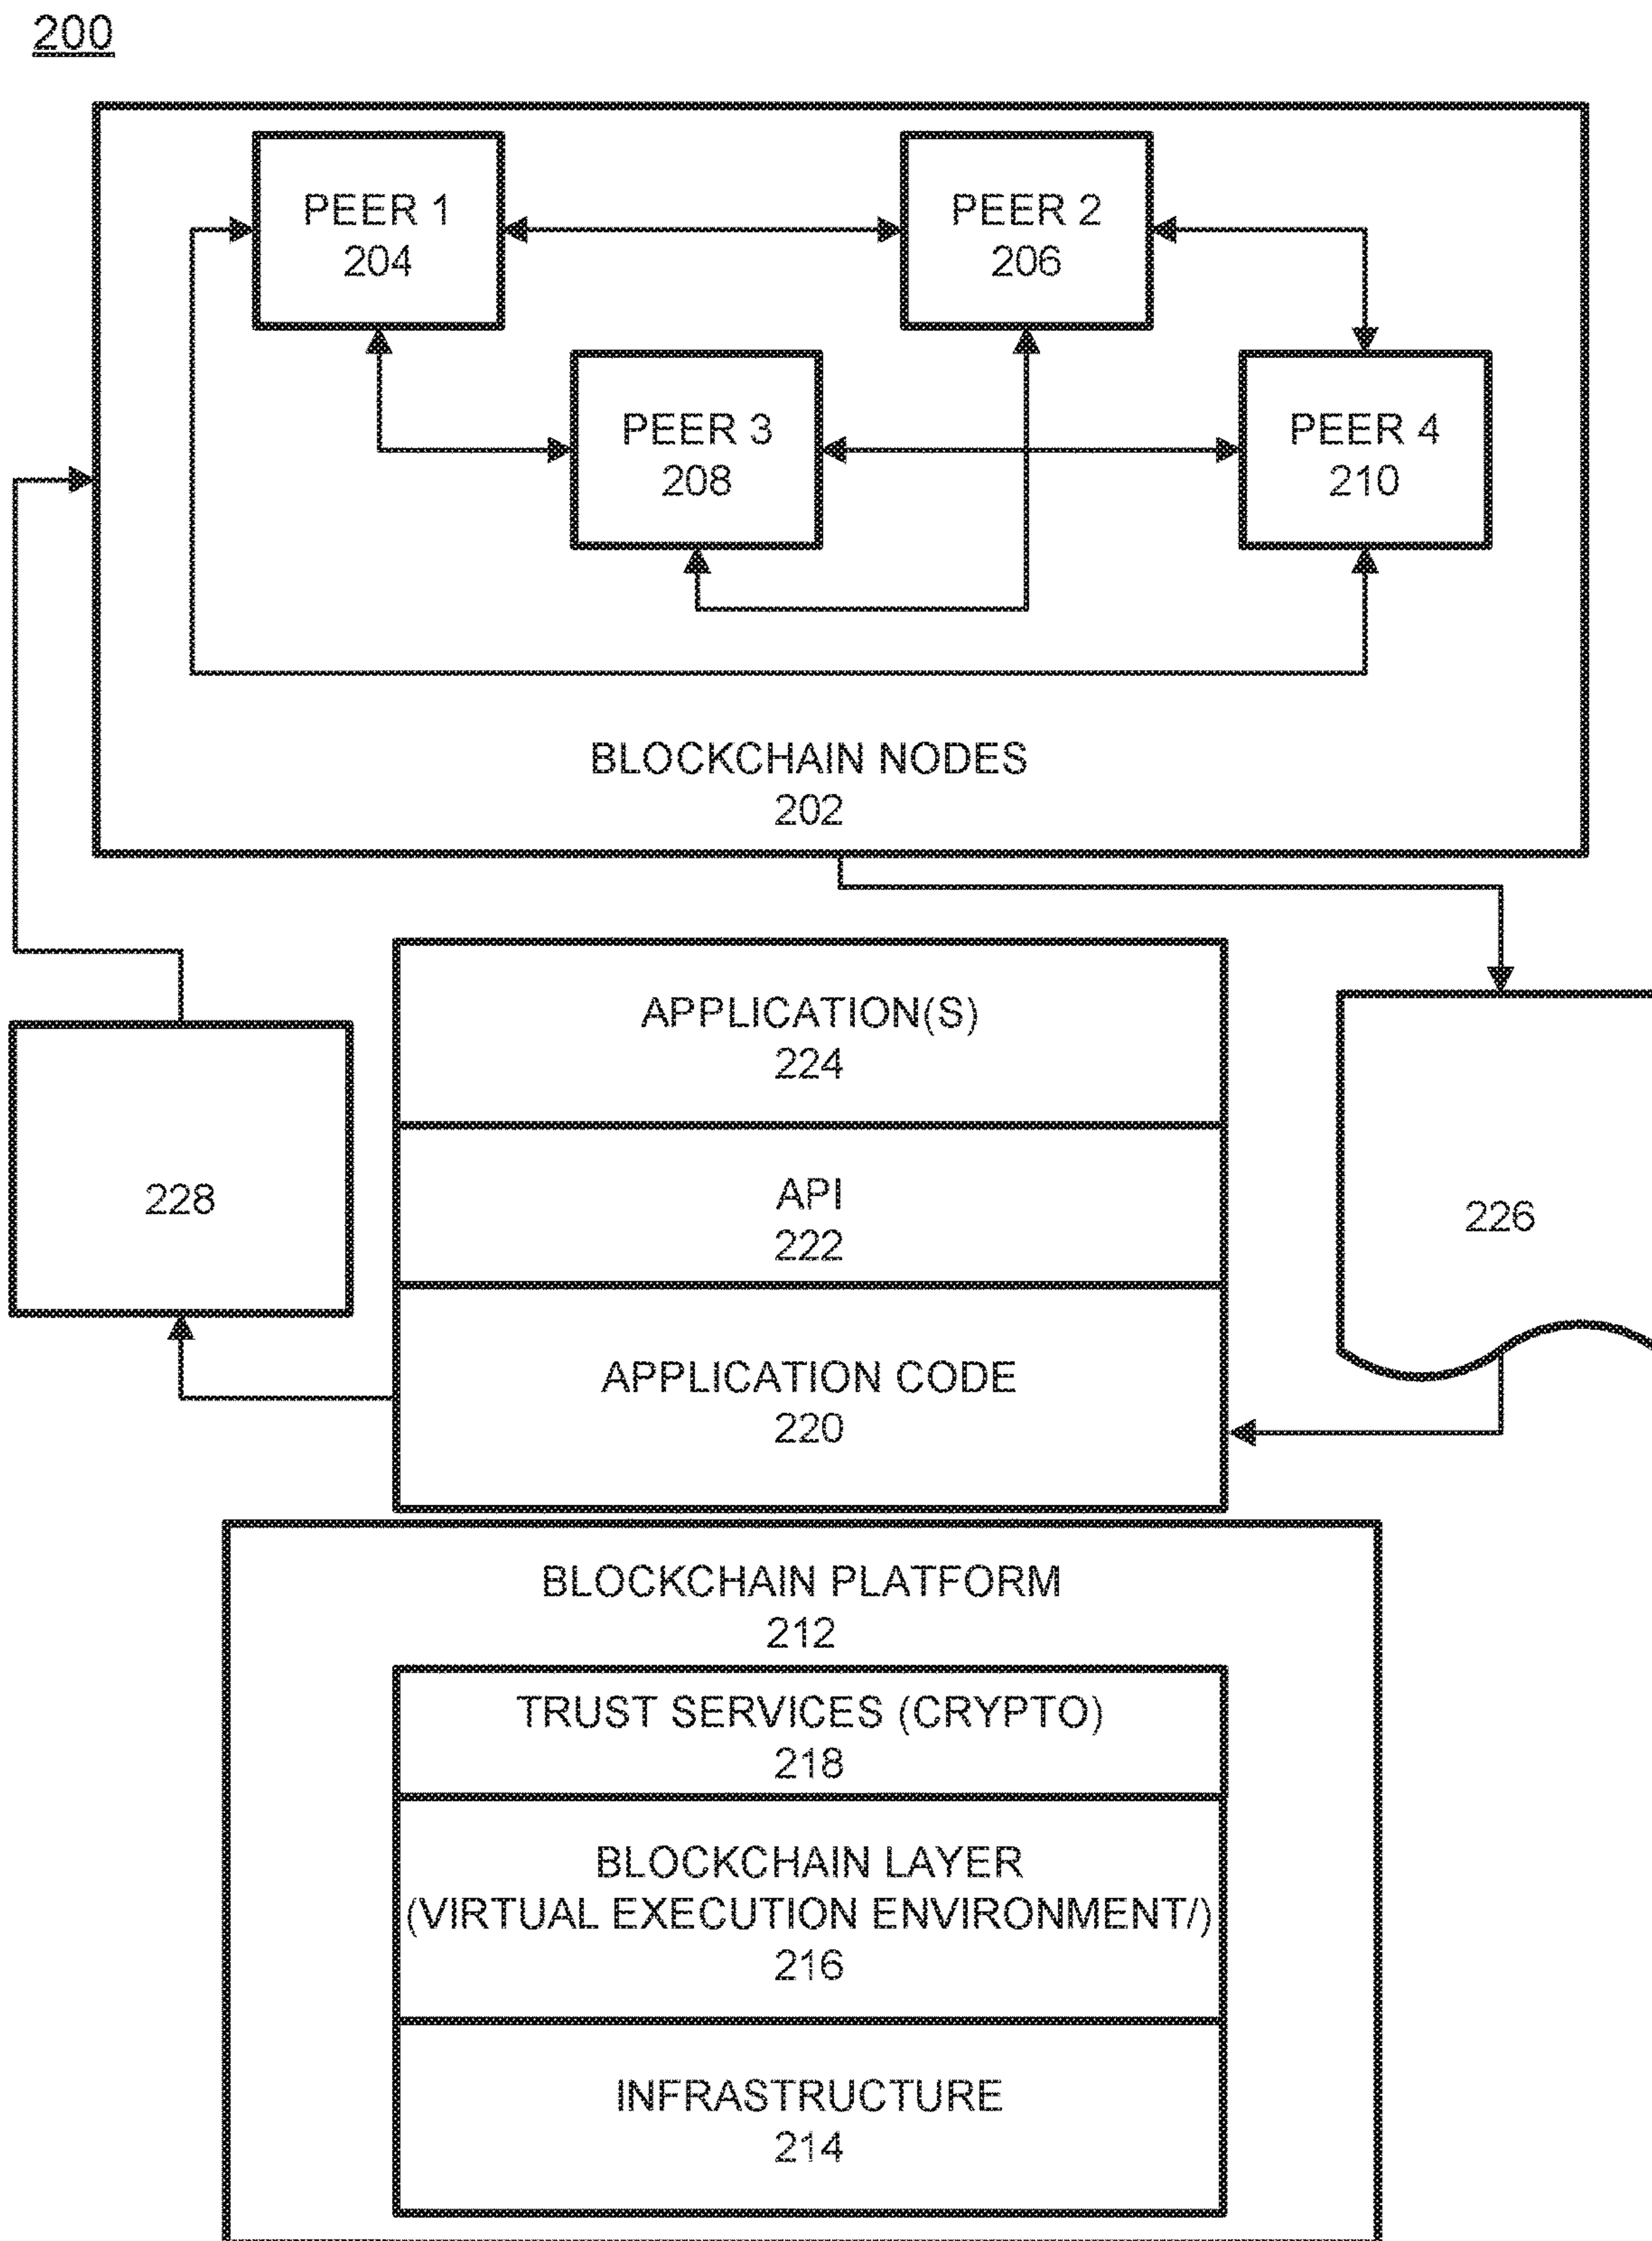 200
PEER 1
204
PEER 2
206
PEER 3
208
PEER 4
210
BLOCKCHAIN NODES
202
APPLICATION(S)
224
API
222
228
226
APPLICATION CODE
220
BLOCKCHAIN PLATFORM
212
TRUST SERVICES (CRYPTO)
218
BLOCKCHAIN LAYER
(VIRTUAL EXECUTION ENVIRONMENT/)
216
INFRASTRUCTURE
214